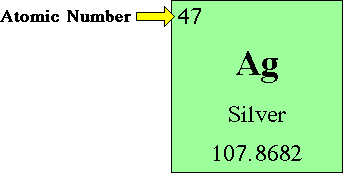 Atomic Number
47
Ag
Silver
107.8682